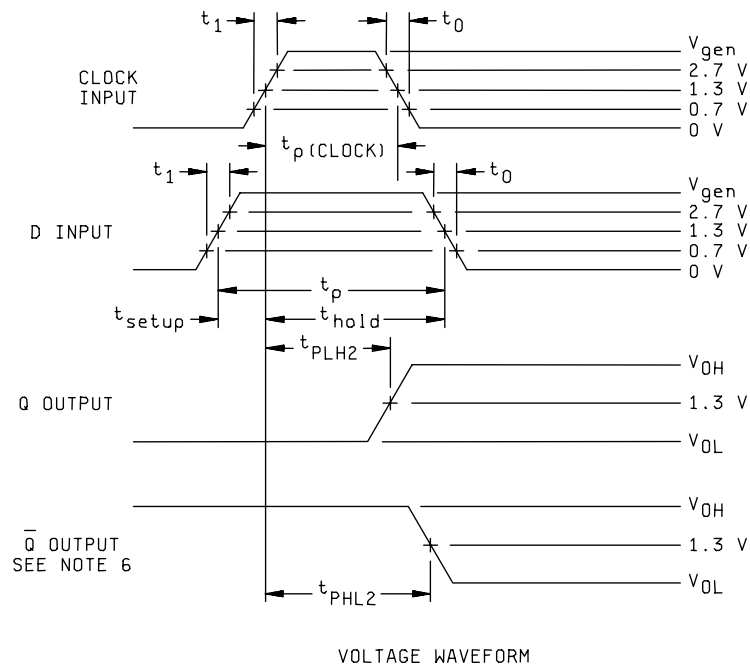 t1 t0
CLOCK INPUT
Vgen
2.7 V
1.3 V
0.7 V
0 V
tp(CLOCK)
t1 t0
D INPUT
Vgen
2.7 V
1.3 V
0.7 V
0 V
tp
tsetup thold
tPLH2
Q OUTPUT
VOH
1.3 V
VOL
Q̅ OUTPUT
SEE NOTE 6
VOH
1.3 V
VOL
tPHL2
VOLTAGE WAVEFORM